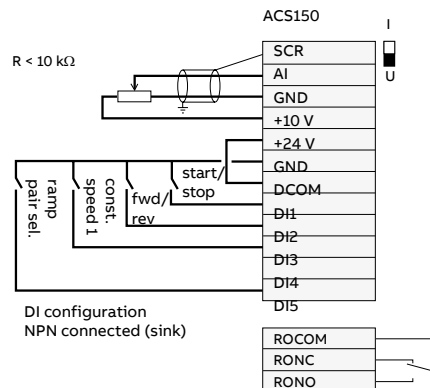 ACS150
I
SCR
R < 10 kΩ
AI
U
GND
+10 V
+24 V
GND
DCOM
DI1
DI2
DI3
DI4
DI5
start/
stop
fwd/
rev
const.
speed 1
ramp
pair sel.
DI configuration
NPN connected (sink)
ROCOM
RONC
RONO